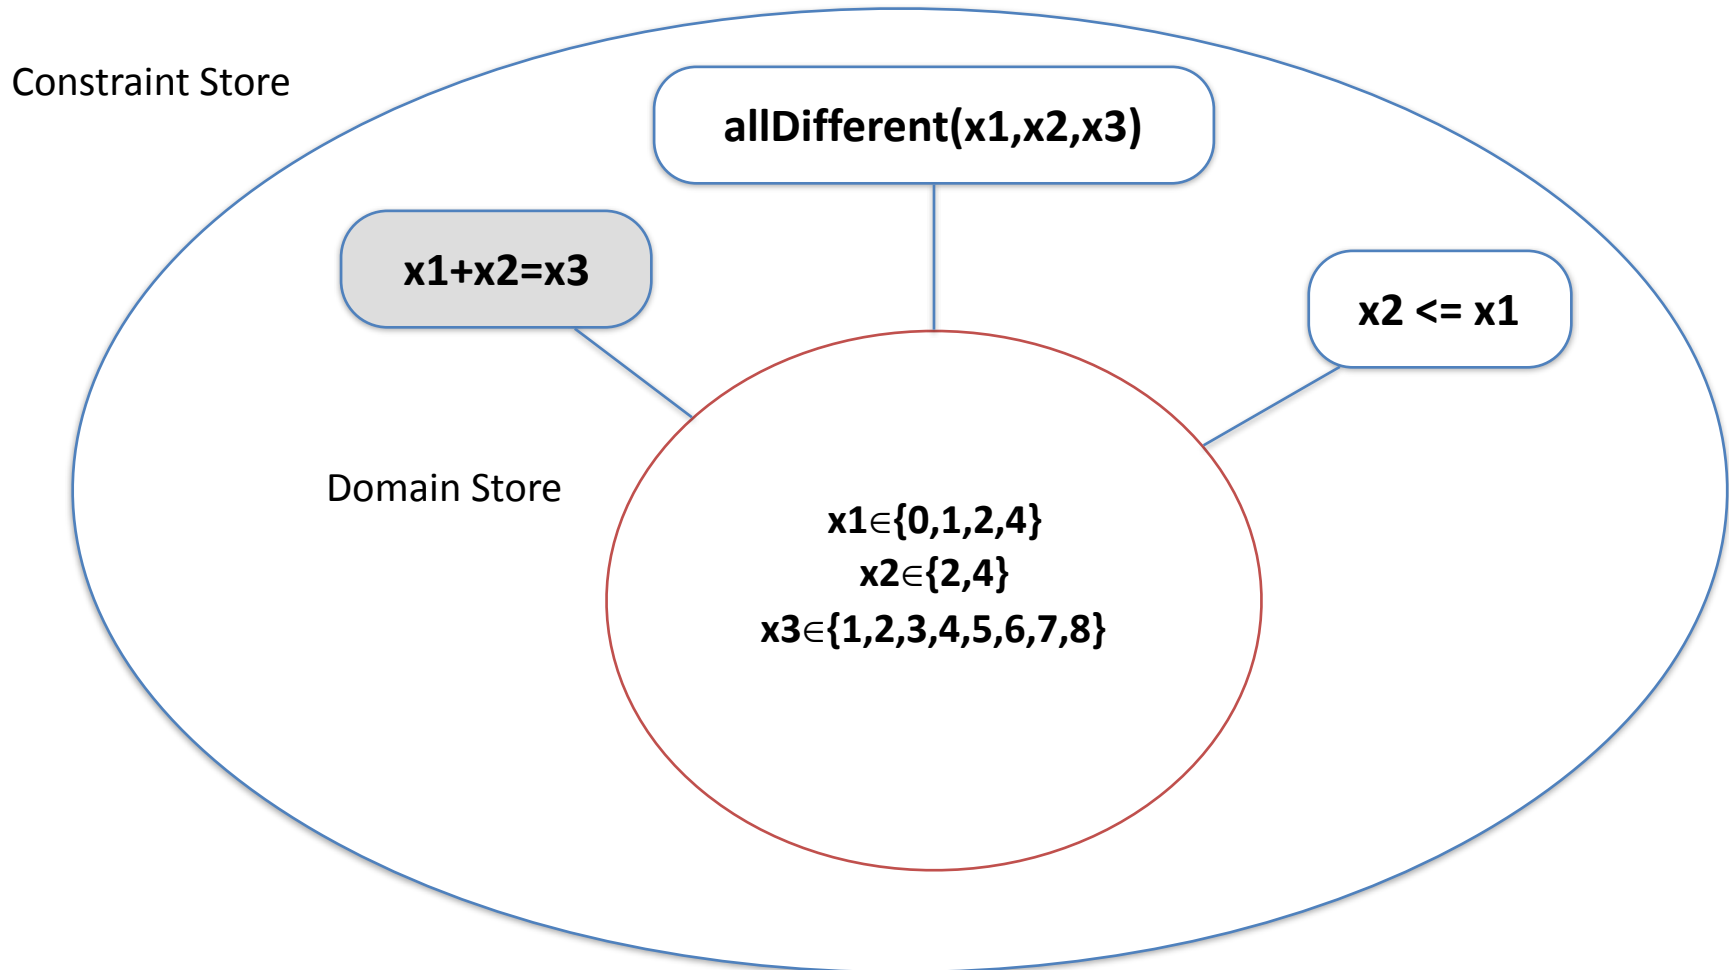 Constraint Store
allDifferent(x1,x2,x3)
x1+x2=x3
x2 <= x1
Domain Store
x1∈{0,1,2,4}
x2∈{2,4}
x3∈{1,2,3,4,5,6,7,8}